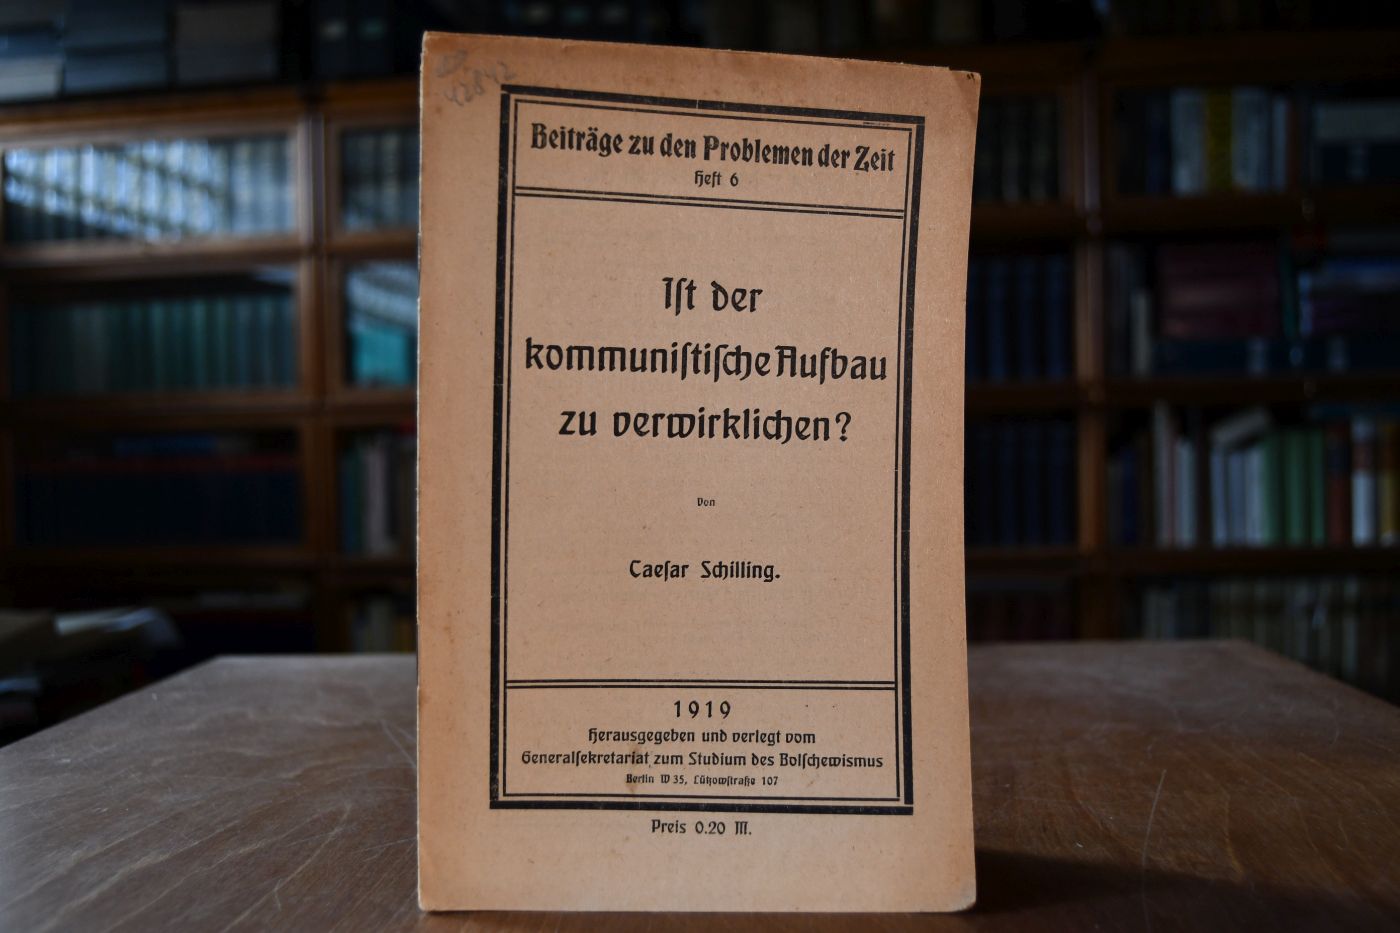 42842
Beiträge zu den Problemen der Zeit
Heft 6
Iſt der
kommuniſtiſche Aufbau
zu verwirklichen?
Von
Caeſar Schilling.
1919
Herausgegeben und verlegt vom
Generalſekretariat zum Studium des Bolſchewismus
Berlin W 35, Lützowſtraße 107
Preis 0.20 M.